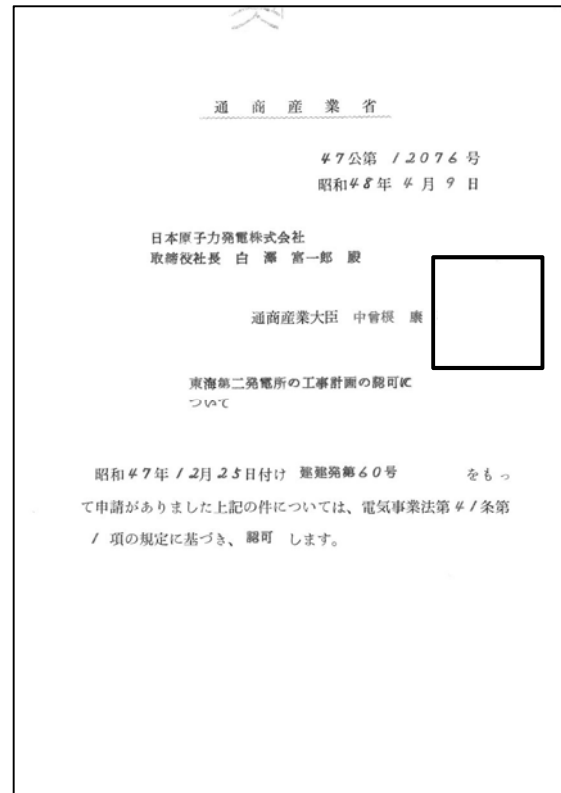 通商産業省
47公第12076号
昭和48年4月9日
日本原子力発電株式会社
取締役社長 白澤 富一郎 殿
通商産業大臣 中曾根 康
東海第二発電所の工事計画の認可に
ついて
昭和47年12月25日付け 建建発第60号 をもっ
て申請がありました上記の件については、電気事業法第41条第
1項の規定に基づき、認可 します。